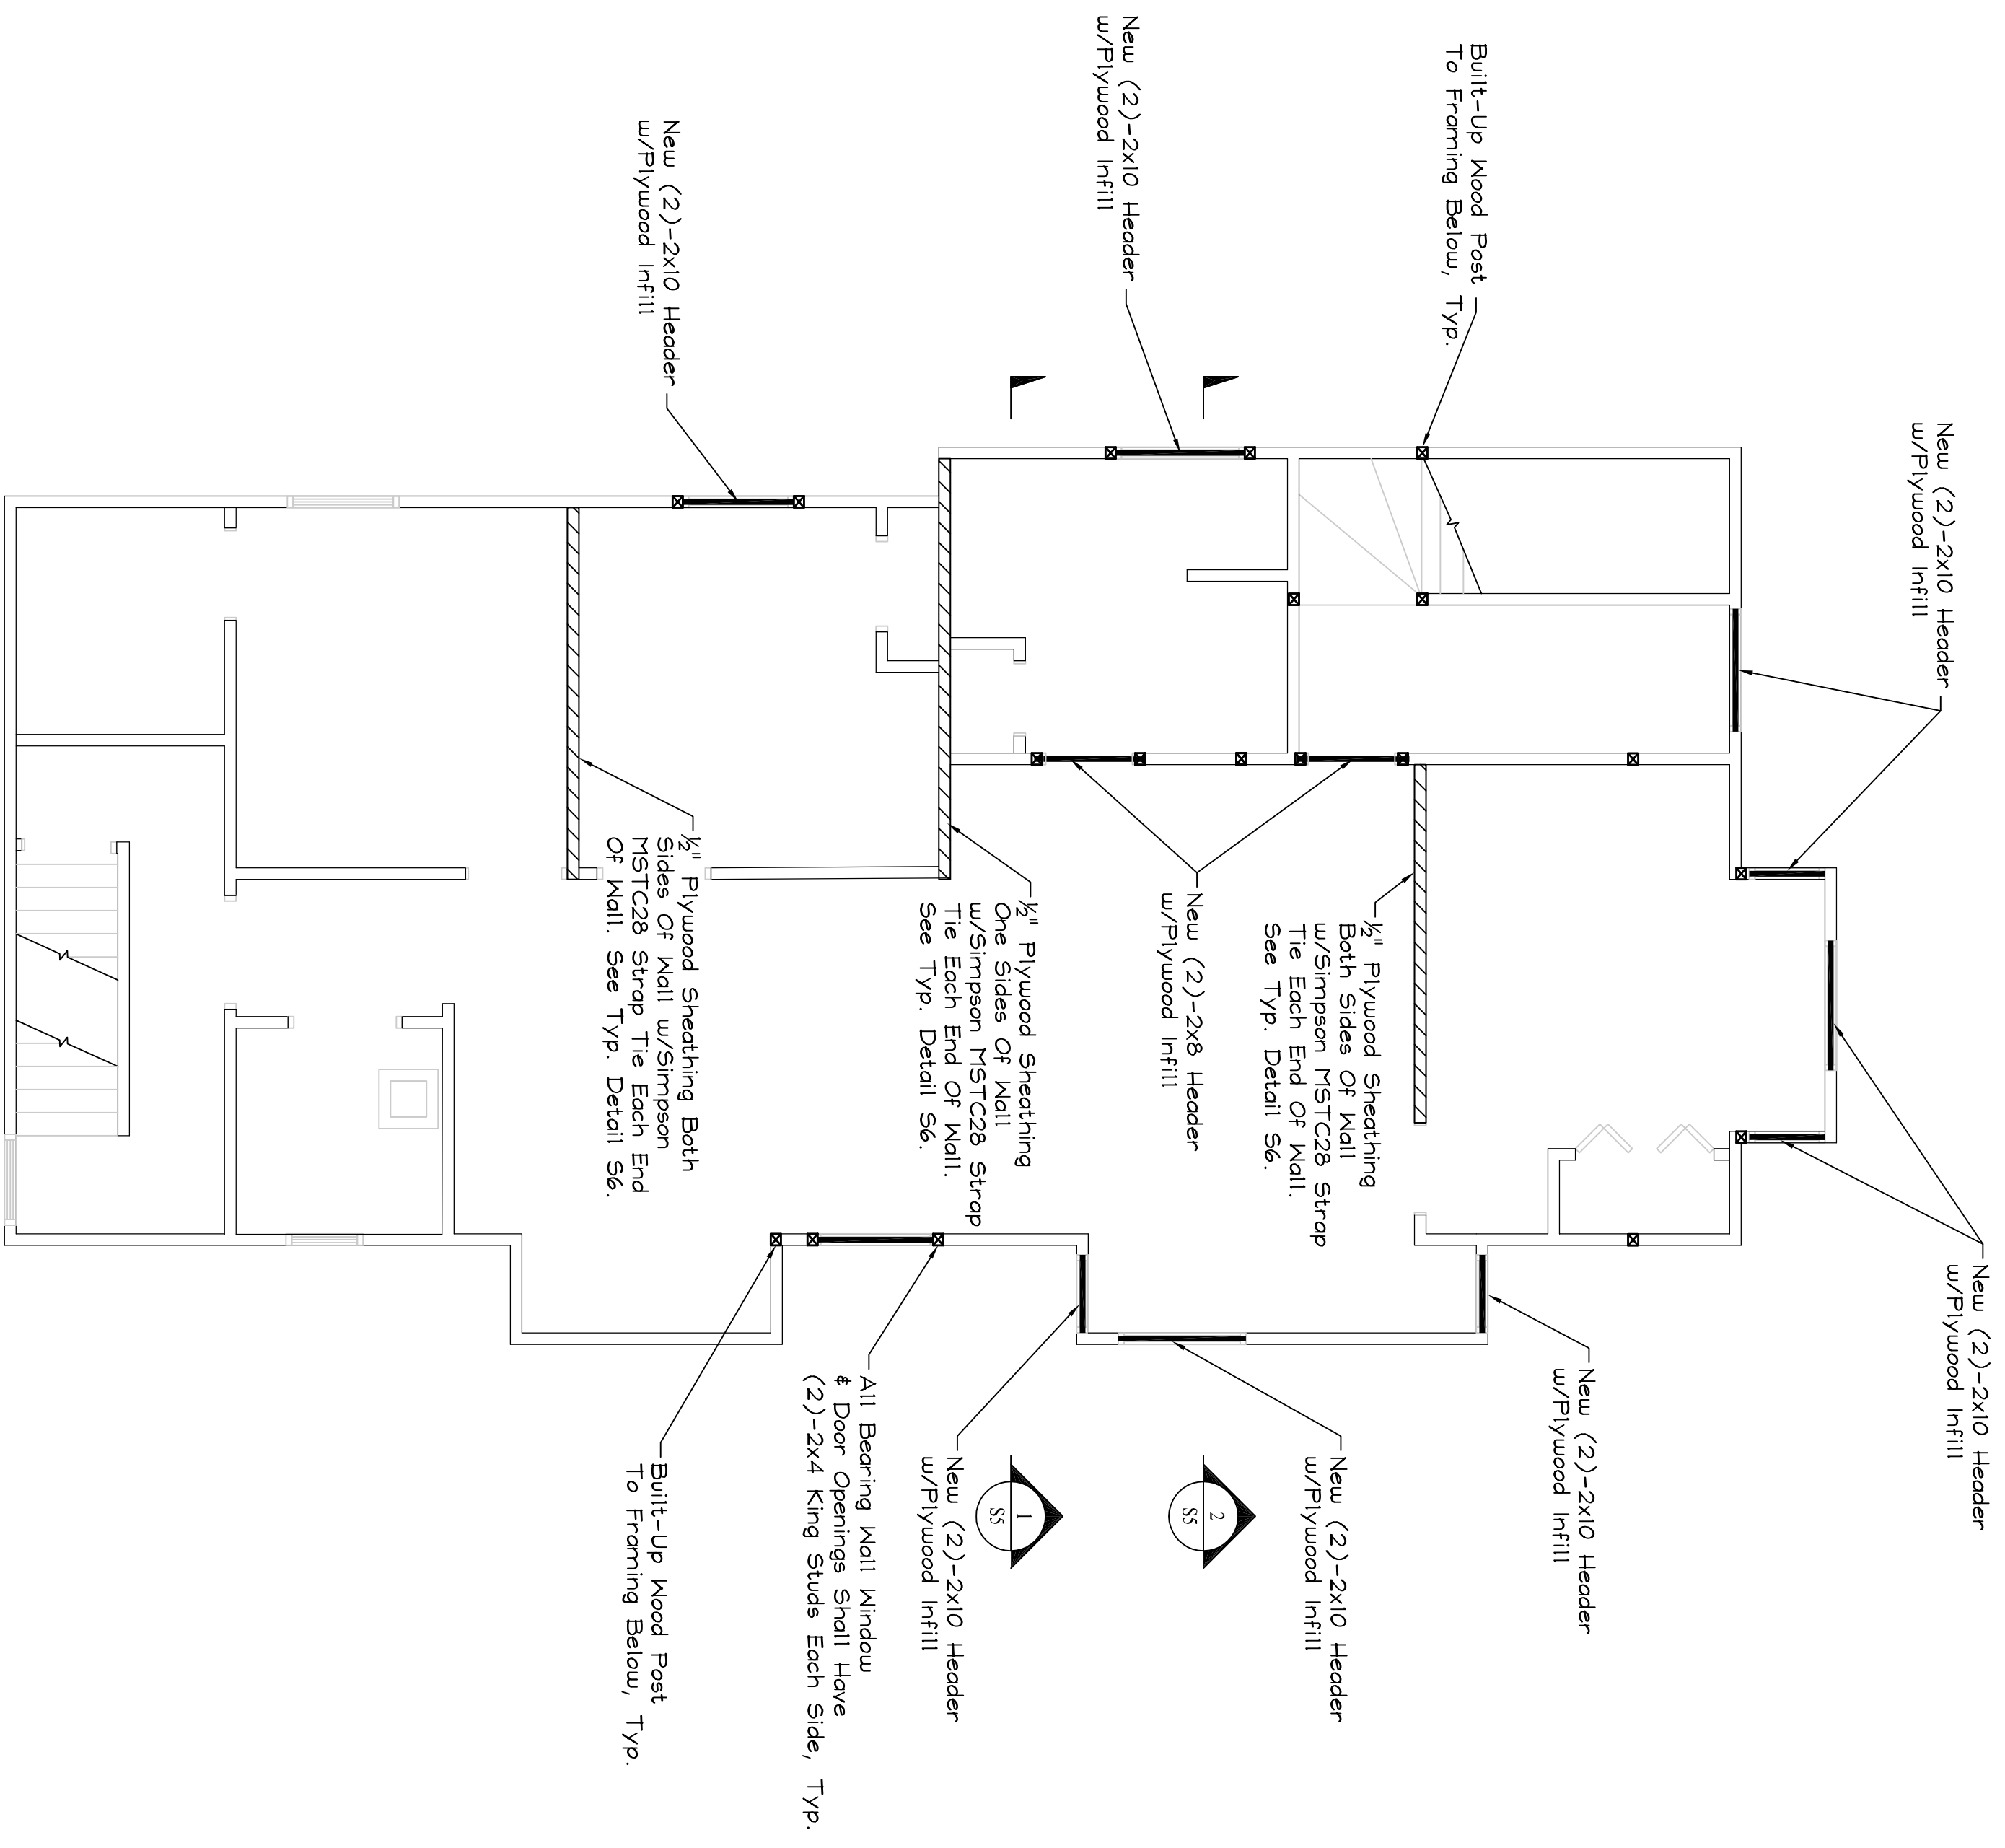 New (2)-2x10 Header
w/Plywood Infill
New (2)-2x10 Header
w/Plywood Infill
Built-Up Wood Post
To Framing Below, Typ.
New (2)-2x10 Header
w/Plywood Infill
New (2)-2x10 Header
w/Plywood Infill
½" Plywood Sheathing
Both Sides Of Wall
w/Simpson MSTC28 Strap
Tie Each End Of Wall.
See Typ. Detail S6.
New (2)-2x8 Header
w/Plywood Infill
½" Plywood Sheathing
One Sides Of Wall
w/Simpson MSTC28 Strap
Tie Each End Of Wall.
See Typ. Detail S6.
½" Plywood Sheathing Both
Sides Of Wall w/Simpson
MSTC28 Strap Tie Each End
Of Wall. See Typ. Detail S6.
New (2)-2x10 Header
w/Plywood Infill
New (2)-2x10 Header
w/Plywood Infill
2
S5
1
S5
New (2)-2x10 Header
w/Plywood Infill
All Bearing Wall Window
& Door Openings Shall Have
(2)-2x4 King Studs Each Side, Typ.
Built-Up Wood Post
To Framing Below, Typ.